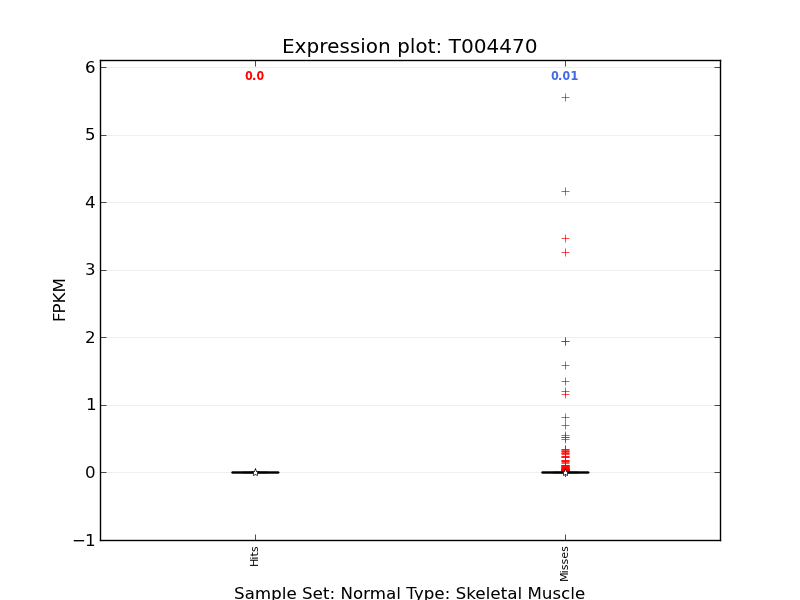 Expression plot: T004470
0.0 0.01
6
5
4
3
2
1
0
−1
FPKM
Hits Misses
Sample Set: Normal Type: Skeletal Muscle